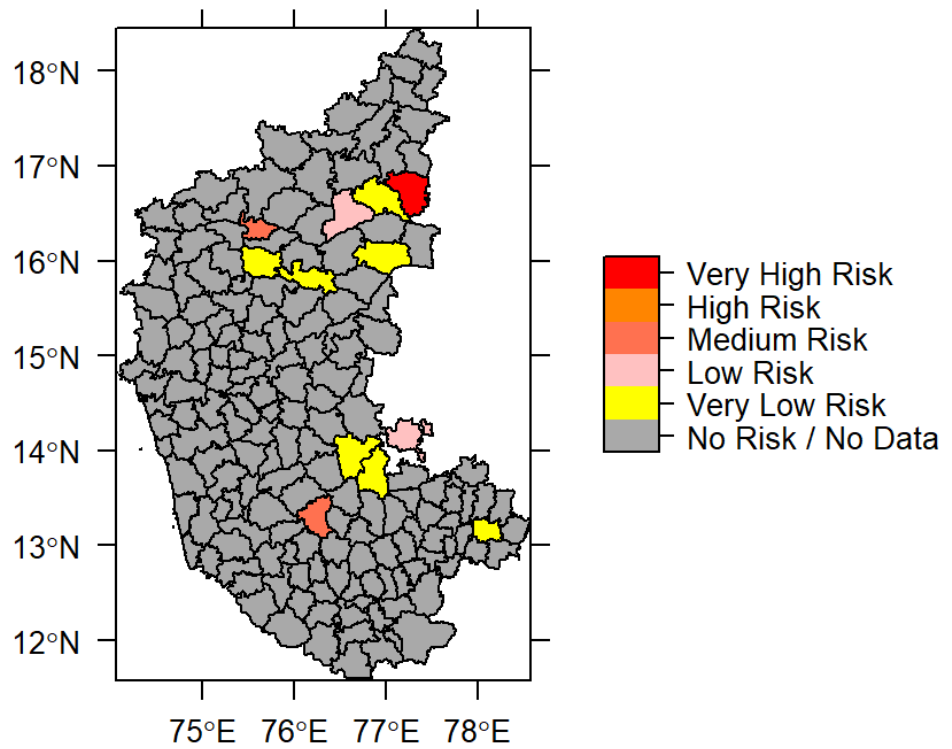 18°N
17°N
16°N
15°N
14°N
13°N
12°N
75°E 76°E 77°E 78°E
Very High Risk
High Risk
Medium Risk
Low Risk
Very Low Risk
No Risk / No Data